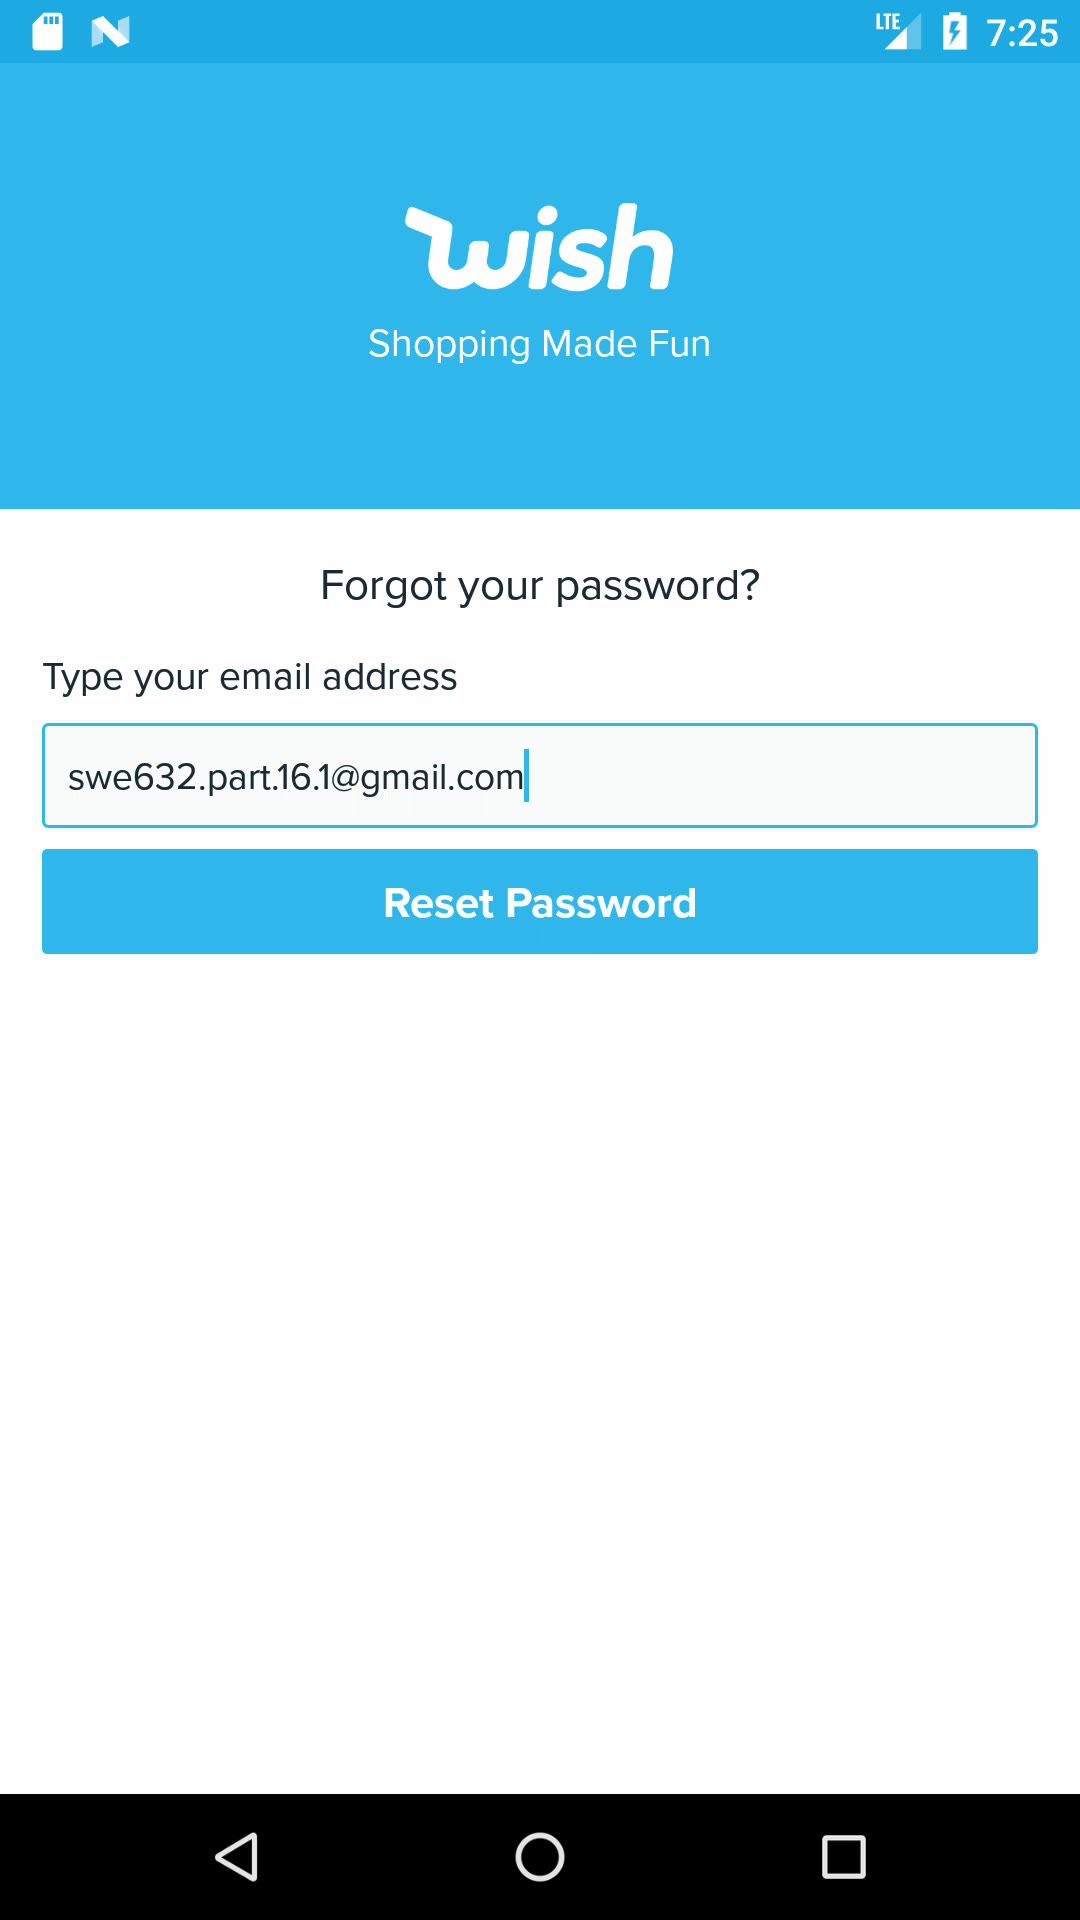 LTE 7:25
wish
Shopping Made Fun
Forgot your password?
Type your email address
swe632.part.16.1@gmail.com
Reset Password